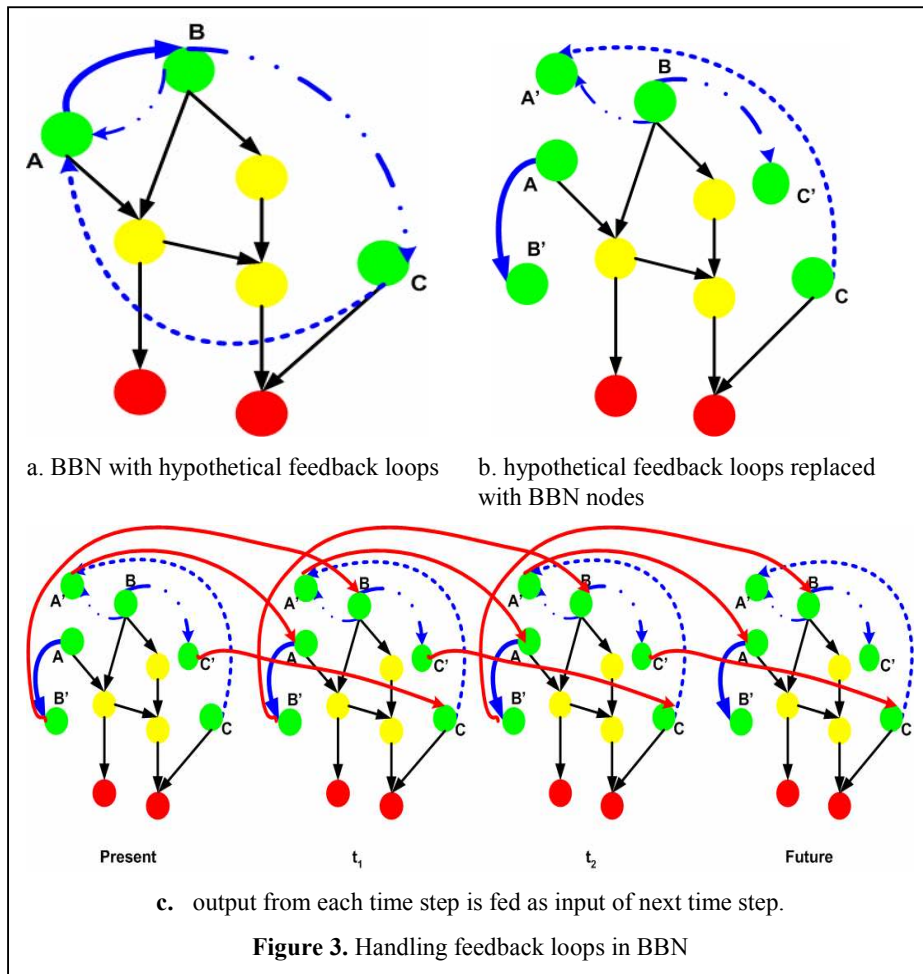 B
A
C
A'
B
A
C'
B'
C
a. BBN with hypothetical feedback loops
b. hypothetical feedback loops replaced
with BBN nodes
A' B A C' B' C
A' B A C' B' C
A' B A C' B' C
A' B A C' B' C
Present t₁ t₂ Future
c. output from each time step is fed as input of next time step.
Figure 3. Handling feedback loops in BBN